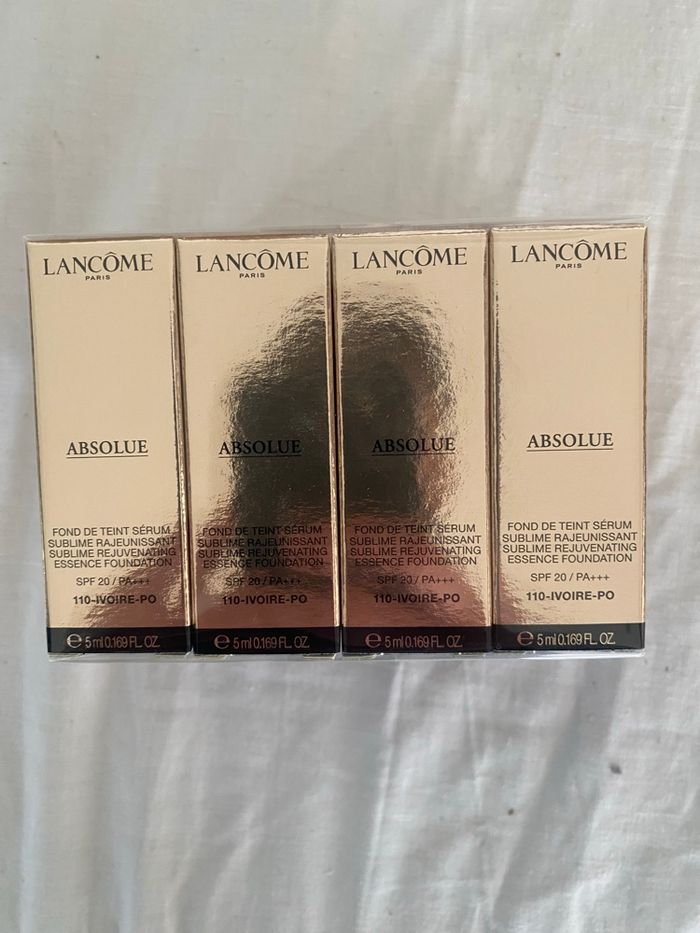 LANCÔME
PARIS
ABSOLUE
FOND DE TEINT SÉRUM
SUBLIME RAJEUNISSANT
SUBLIME REJUVENATING
ESSENCE FOUNDATION
SPF 20 / PA+++
110-IVOIRE-PO
e 5 ml 0.169 FL. OZ.
LANCÔME
PARIS
ABSOLUE
FOND DE TEINT SÉRUM
SUBLIME RAJEUNISSANT
SUBLIME REJUVENATING
ESSENCE FOUNDATION
SPF 20 / PA+++
110-IVOIRE-PO
e 5 ml 0.169 FL. OZ.
LANCÔME
PARIS
ABSOLUE
FOND DE TEINT SÉRUM
SUBLIME RAJEUNISSANT
SUBLIME REJUVENATING
ESSENCE FOUNDATION
SPF 20 / PA+++
110-IVOIRE-PO
e 5 ml 0.169 FL. OZ.
LANCÔME
PARIS
ABSOLUE
FOND DE TEINT SÉRUM
SUBLIME RAJEUNISSANT
SUBLIME REJUVENATING
ESSENCE FOUNDATION
SPF 20 / PA+++
110-IVOIRE-PO
e 5 ml 0.169 FL. OZ.